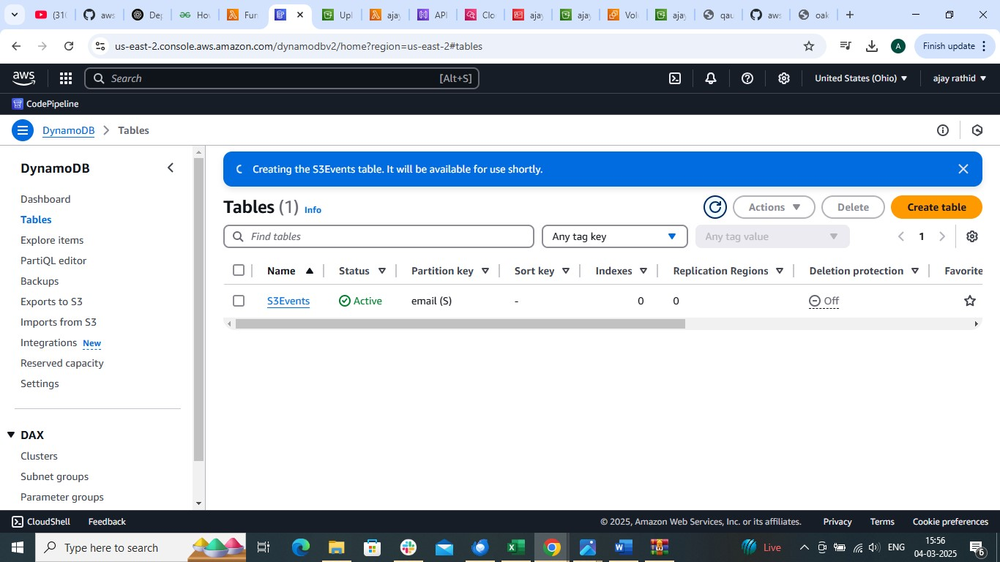 (310
aws
Dep
Hov
Fun
Upl
ajay
API
Clo
ajay
ajay
Volu
ajay
qau
aws
oak
us-east-2.console.aws.amazon.com/dynamodbv2/home?region=us-east-2#tables
A
Finish update
aws
Search
[Alt+S]
United States (Ohio)
ajay rathid
CodePipeline
DynamoDB
Tables
DynamoDB
Dashboard
Tables
Explore items
PartiQL editor
Backups
Exports to S3
Imports from S3
Integrations New
Reserved capacity
Settings
DAX
Clusters
Subnet groups
Parameter groups
Creating the S3Events table. It will be available for use shortly.
Tables (1) Info
Actions
Delete
Create table
Find tables
Any tag key
Any tag value
1
Name Status Partition key Sort key Indexes Replication Regions Deletion protection Favorite
S3Events Active email (S) - 0 0 Off
CloudShell Feedback © 2025, Amazon Web Services, Inc. or its affiliates. Privacy Terms Cookie preferences
Type here to search
Live
ENG
15:56
04-03-2025
6